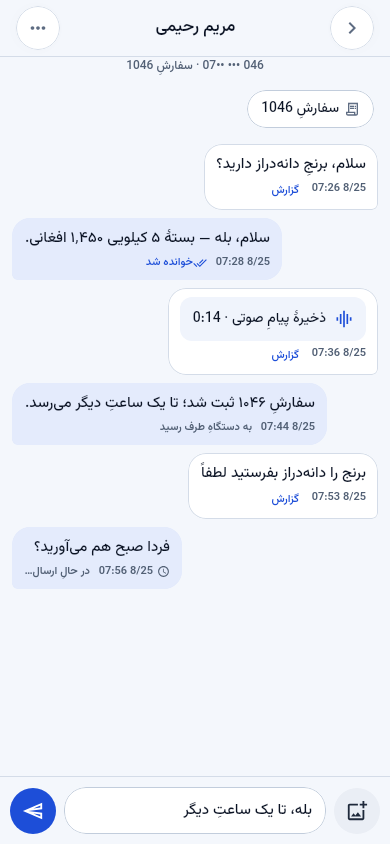 مریم رحیمی
046 ••• ••07 · سفارشِ 1046
سفارشِ 1046
سلام، برنجِ دانه‌دراز دارید؟
07:26 8/25 گزارش
سلام، بله — بستهٔ ۵ کیلویی ۱,۴۵۰ افغانی.
07:28 8/25 خوانده شد
ذخیرهٔ پیامِ صوتی · 0:14
07:36 8/25 گزارش
سفارشِ ۱۰۴۶ ثبت شد؛ تا یک ساعتِ دیگر می‌رسد.
07:44 8/25 به دستگاهِ طرف رسید
07:53 8/25 گزارش
برنج را دانه‌دراز بفرستید لطفاً
فردا صبح هم می‌آورید؟
07:56 8/25 در حالِ ارسال…
بله، تا یک ساعتِ دیگر